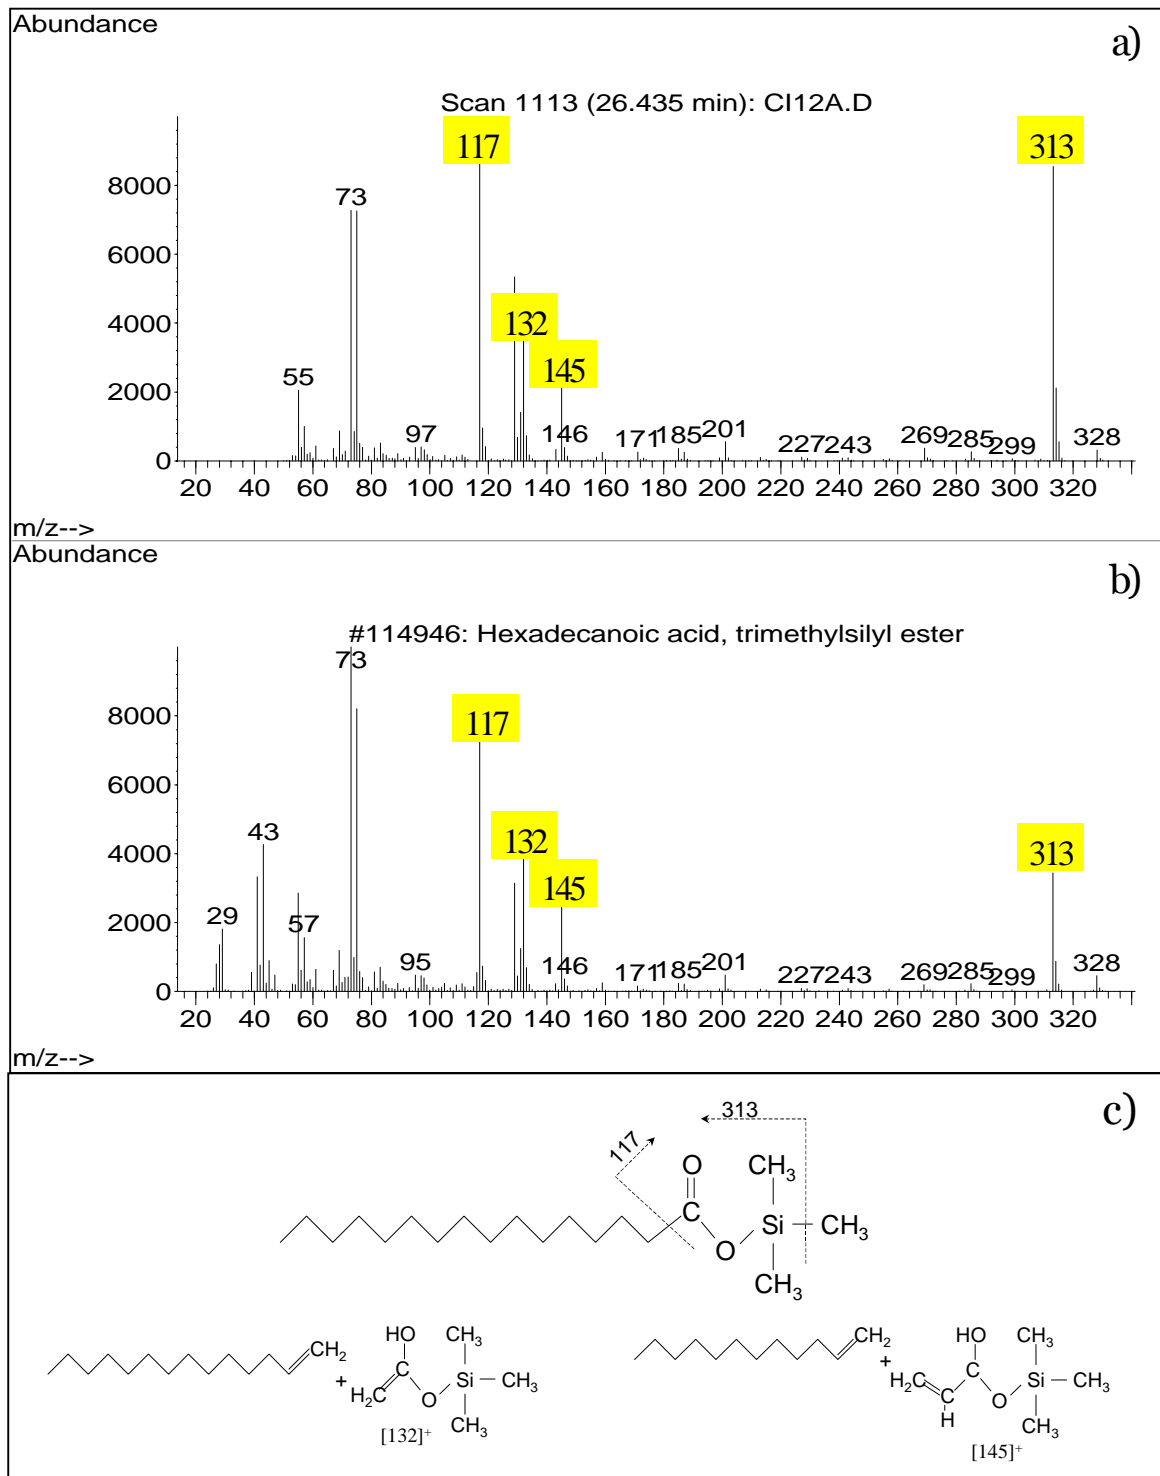 Abundance
a)
Scan 1113 (26.435 min): CI12A.D
117
313
8000
73
6000
4000
132
145
2000
55
97
146
171
185
201
227
243
269
285
299
328
0
20 40 60 80 100 120 140 160 180 200 220 240 260 280 300 320
m/z-->
Abundance
b)
#114946: Hexadecanoic acid, trimethylsilyl ester
73
117
8000
6000
43
132
313
4000
145
29
57
2000
95
146
171
185
201
227
243
269
285
299
328
0
20 40 60 80 100 120 140 160 180 200 220 240 260 280 300 320
m/z-->
c)
313
117
O
CH3
C
Si
CH3
O
CH3
HO
CH3
CH2
C
+
Si
CH3
H2C
O
CH3
[132]+
HO
CH3
CH2
+
C
H2C
Si
CH3
C
O
H
CH3
[145]+